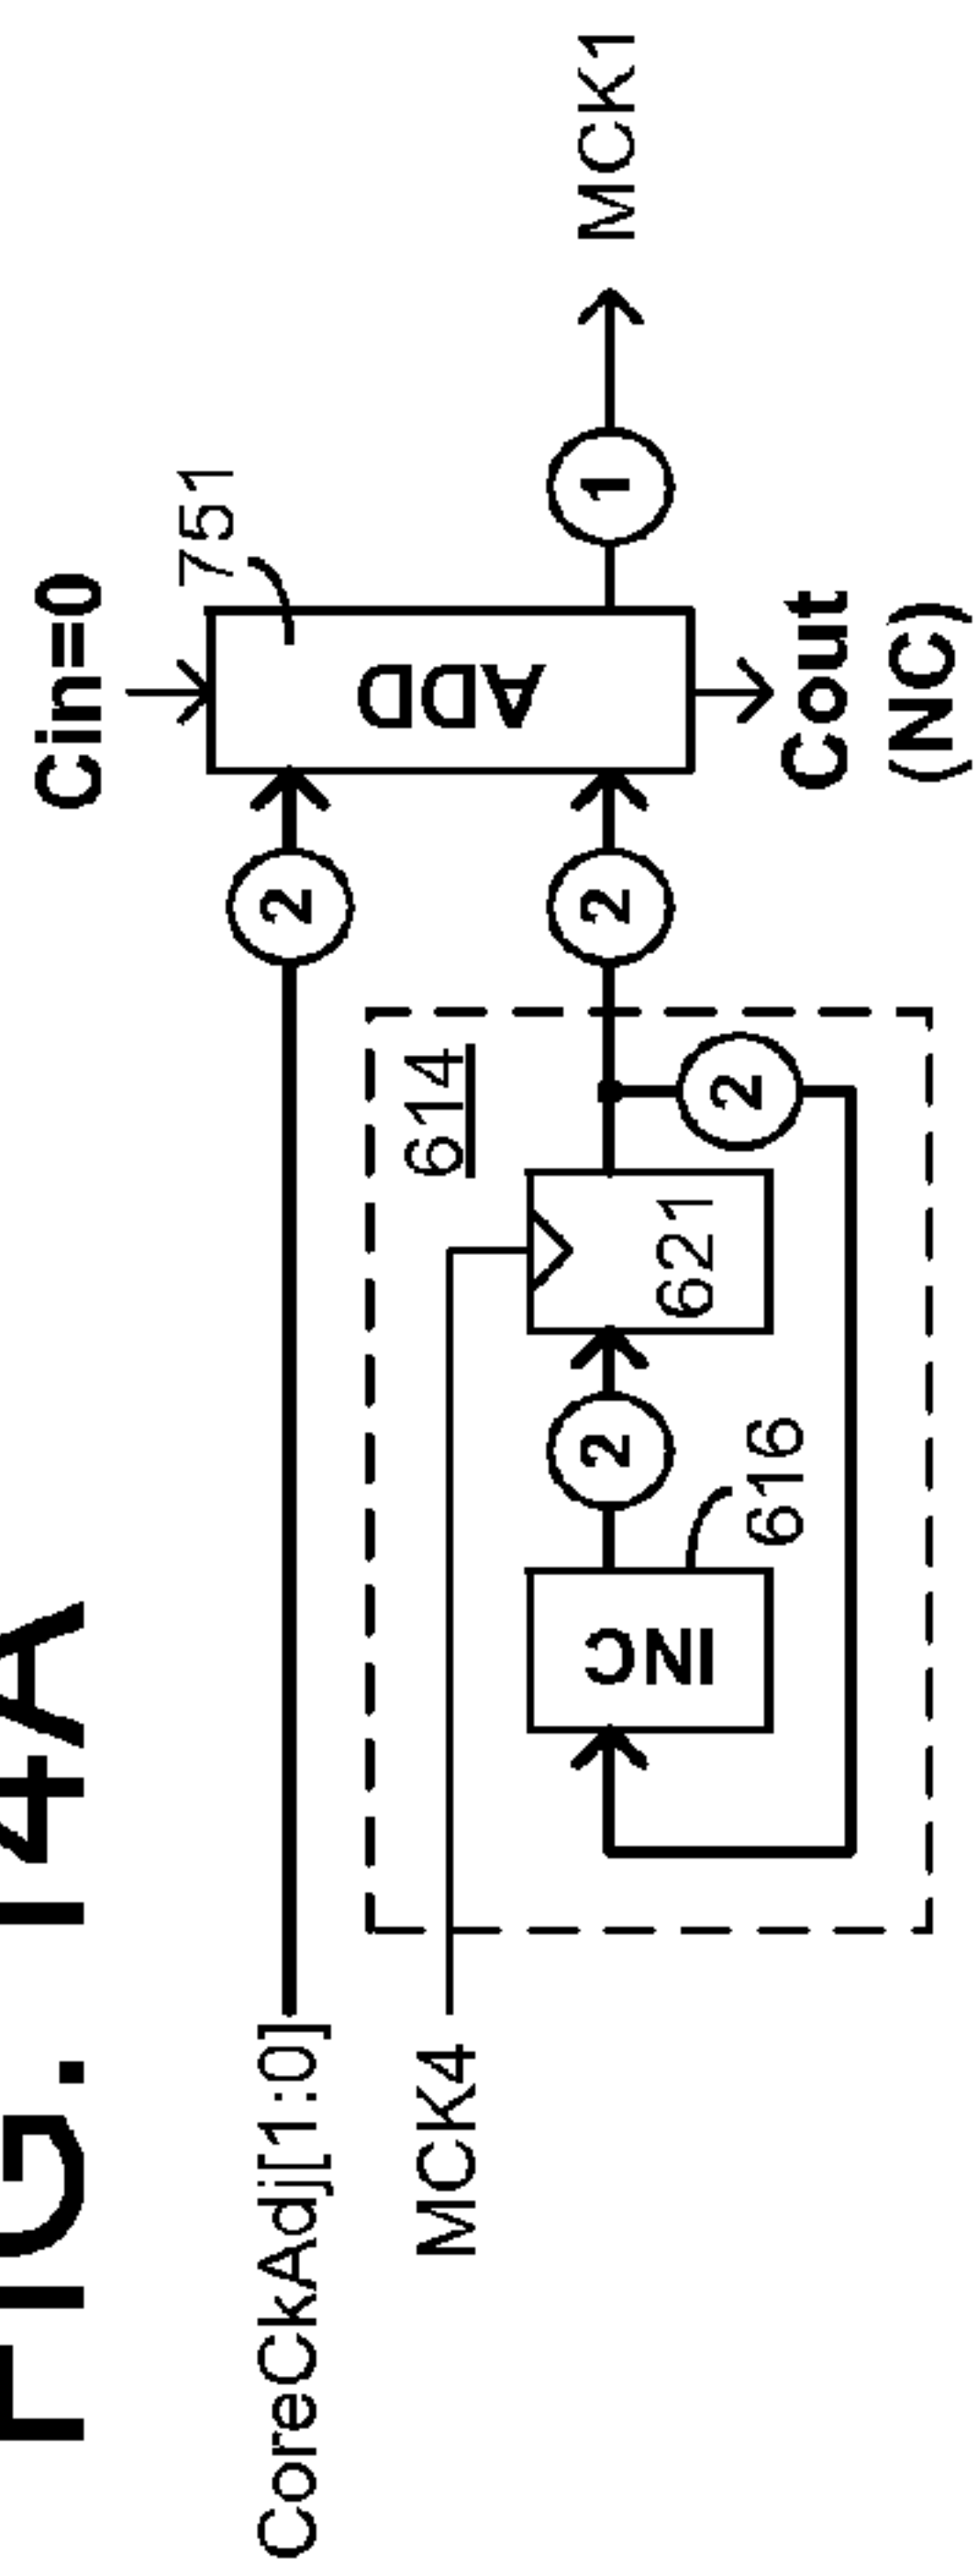 FIG. 14A
Cin=0
751
CoreCkAdj[1:0]
2
ADD
MCK4
614
INC
616
2
621
2
2
1
MCK1
Cout
(NC)